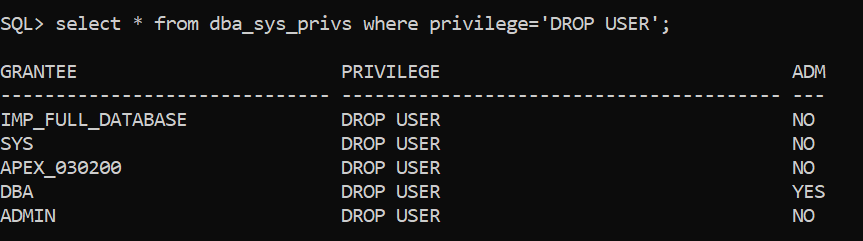 SQL> select * from dba_sys_privs where privilege='DROP USER';
GRANTEE                        PRIVILEGE                                ADM
------------------------------ ---------------------------------------- ---
IMP_FULL_DATABASE              DROP USER                                NO
SYS                            DROP USER                                NO
APEX_030200                    DROP USER                                NO
DBA                            DROP USER                                YES
ADMIN                          DROP USER                                NO